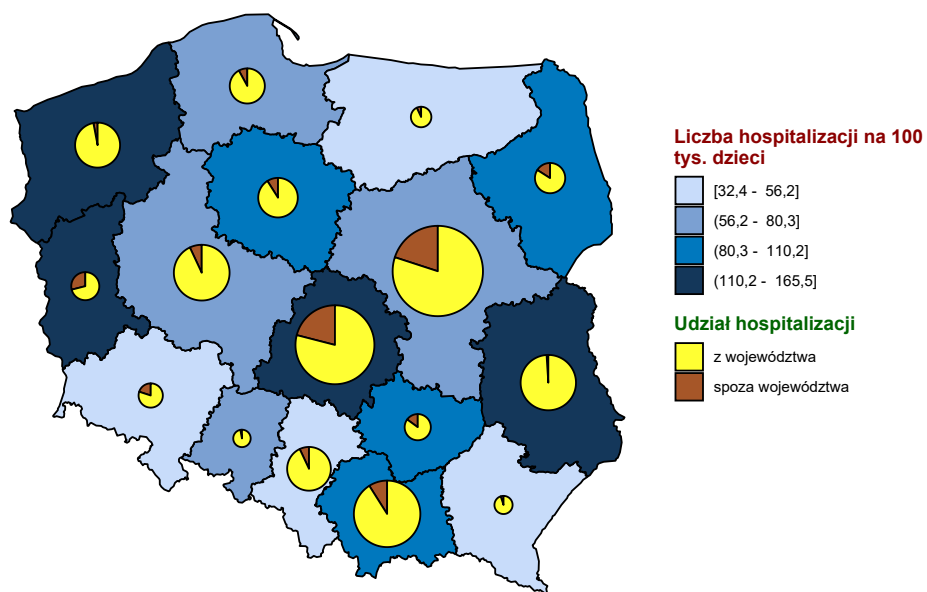 Liczba hospitalizacji na 100
tys. dzieci
[32,4 - 56,2]
(56,2 - 80,3]
(80,3 - 110,2]
(110,2 - 165,5]
Udział hospitalizacji
z województwa
spoza województwa